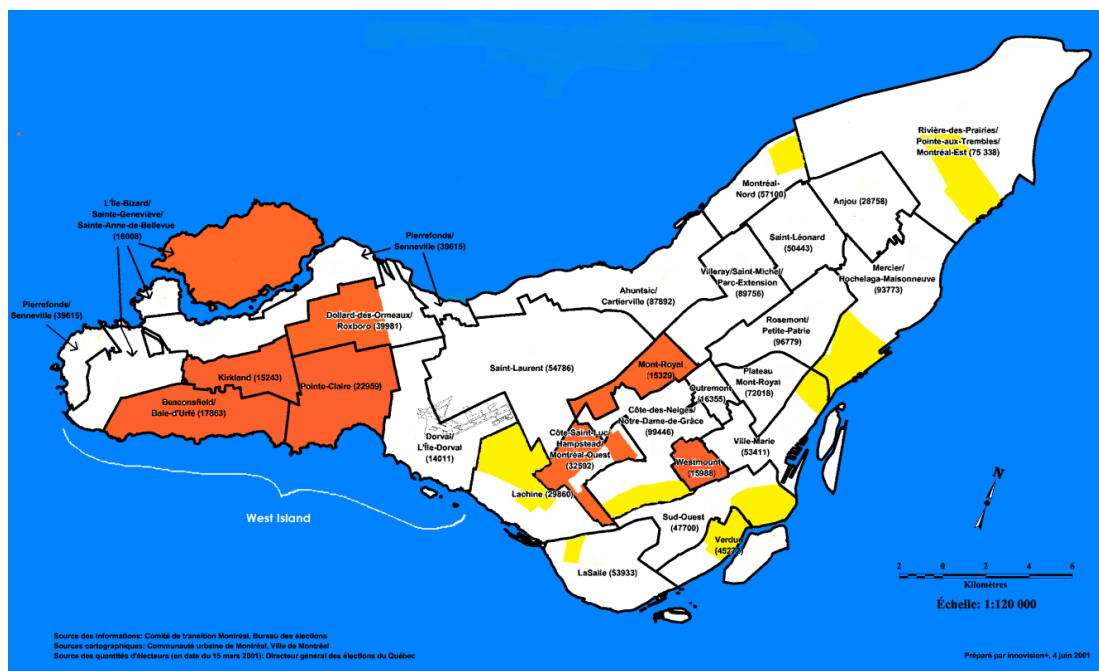 Rivière-des-Prairies/
Pointe-aux-Trembles/
Montréal-Est (75 338)
Montréal-
Nord (57100)
Anjou (28758)
L'Île-Bizard/
Sainte-Geneviève/
Sainte-Anne-de-Bellevue
(16008)
Pierrefonds/
Senneville (39615)
Saint-Léonard
(50443)
Villeray/Saint-Michel/
Parc-Extension
(89756)
Mercier/
Hochelaga-Maisonneuve
(93773)
Ahuntsic/
Cartierville (87892)
Pierrefonds/
Senneville
(39615)
Dollard-des-Ormeaux/
Roxboro (39981)
Rosemont/
Petite-Patrie
(96779)
Saint-Laurent (54786)
Mont-Royal
(15329)
Kirkland (15243)
Pointe-Claire (22959)
Outremont
(16355)
Plateau
Mont-Royal
(72018)
Beaconsfield/
Baie-d'Urfé (17863)
Côte-des-Neiges/
Notre-Dame-de-Grâce
(99446)
Dorval/
L'Île-Dorval
(14011)
Côte-Saint-Luc/
Hampstead/
Montréal-Ouest
(32592)
Ville-Marie
(53411)
Westmount
(15988)
Lachine (29860)
West Island
Sud-Ouest
(47700)
Verdun
LaSalle (53933)
N
2 0 2 4 6
Kilomètres
Échelle: 1:120 000
Source des informations: Comité de transition Montréal, Bureau des élections
Sources cartographiques: Communauté urbaine de Montréal, Ville de Montréal
Source des quantités d'électeurs (en date du 15 mars 2001): Directeur général des élections du Québec
Préparé par innovision+, 4 juin 2001